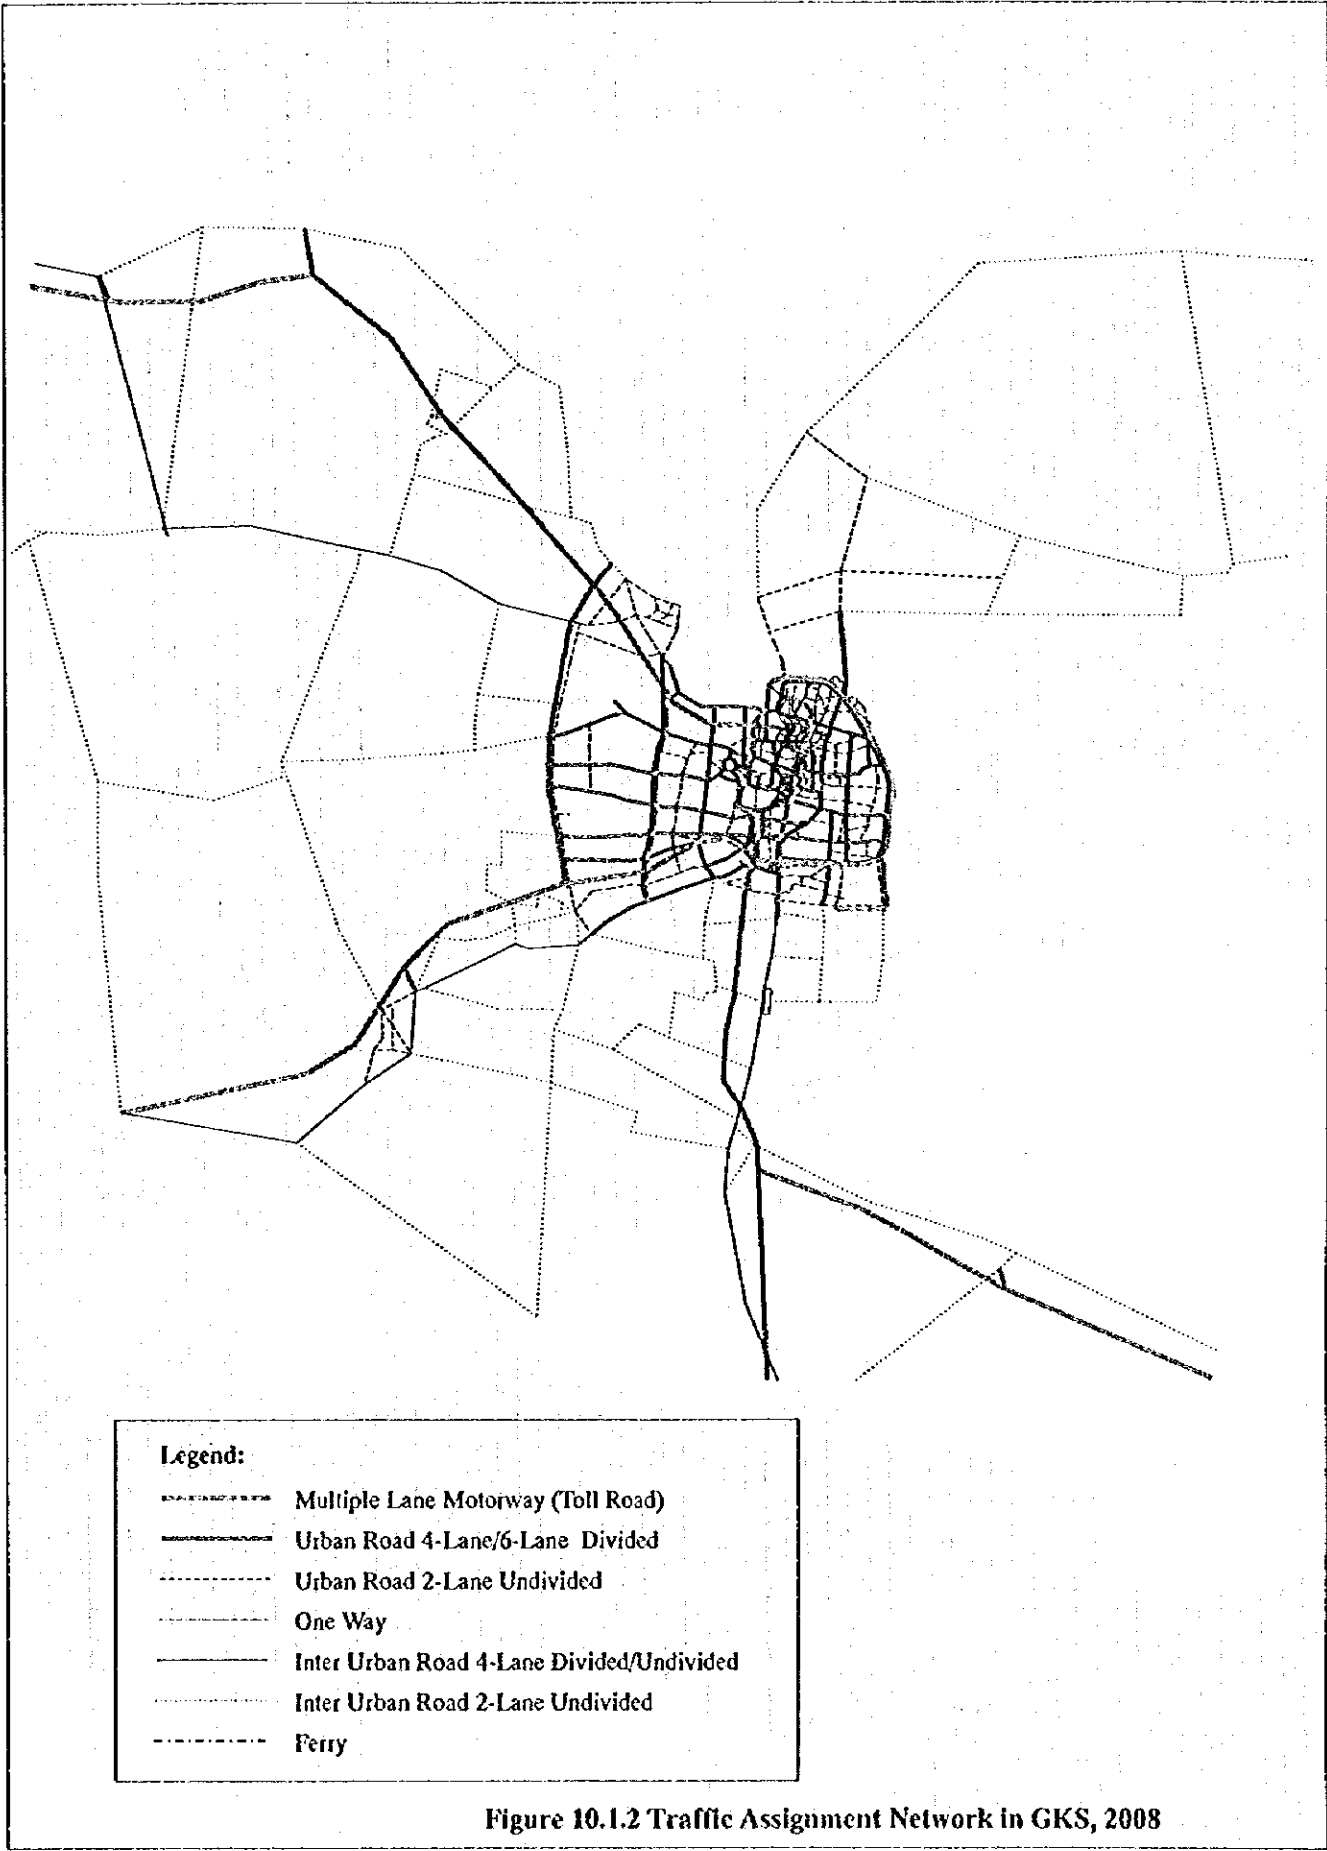 Legend:
Multiple Lane Motorway (Toll Road)
Urban Road 4-Lane/6-Lane Divided
Urban Road 2-Lane Undivided
One Way
Inter Urban Road 4-Lane Divided/Undivided
Inter Urban Road 2-Lane Undivided
Ferry
Figure 10.1.2 Traffic Assignment Network in GKS, 2008